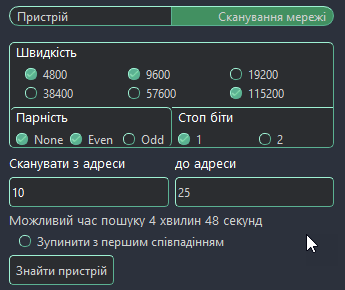 Пристрій Сканування мережі
Швидкість
4800 9600 19200
38400 57600 115200
Парність Стоп біти
None Even Odd 1 2
Сканувати з адреси до адреси
10 25
Можливий час пошуку 4 хвилин 48 секунд
Зупинити з першим співпадінням
Знайти пристрій